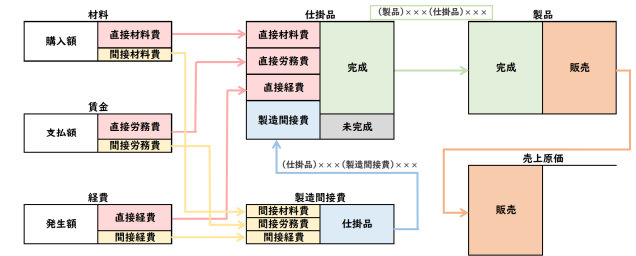 材料
仕掛品
(製品)×××(仕掛品)×××
製品
購入額
直接材料費
間接材料費
直接材料費
直接労務費
直接経費
製造間接費
完成
未完成
完成
販売
賃金
支払額
直接労務費
間接労務費
(仕掛品)×××(製造間接費)×××
売上原価
販売
経費
発生額
直接経費
間接経費
製造間接費
間接材料費
間接労務費
間接経費
仕掛品